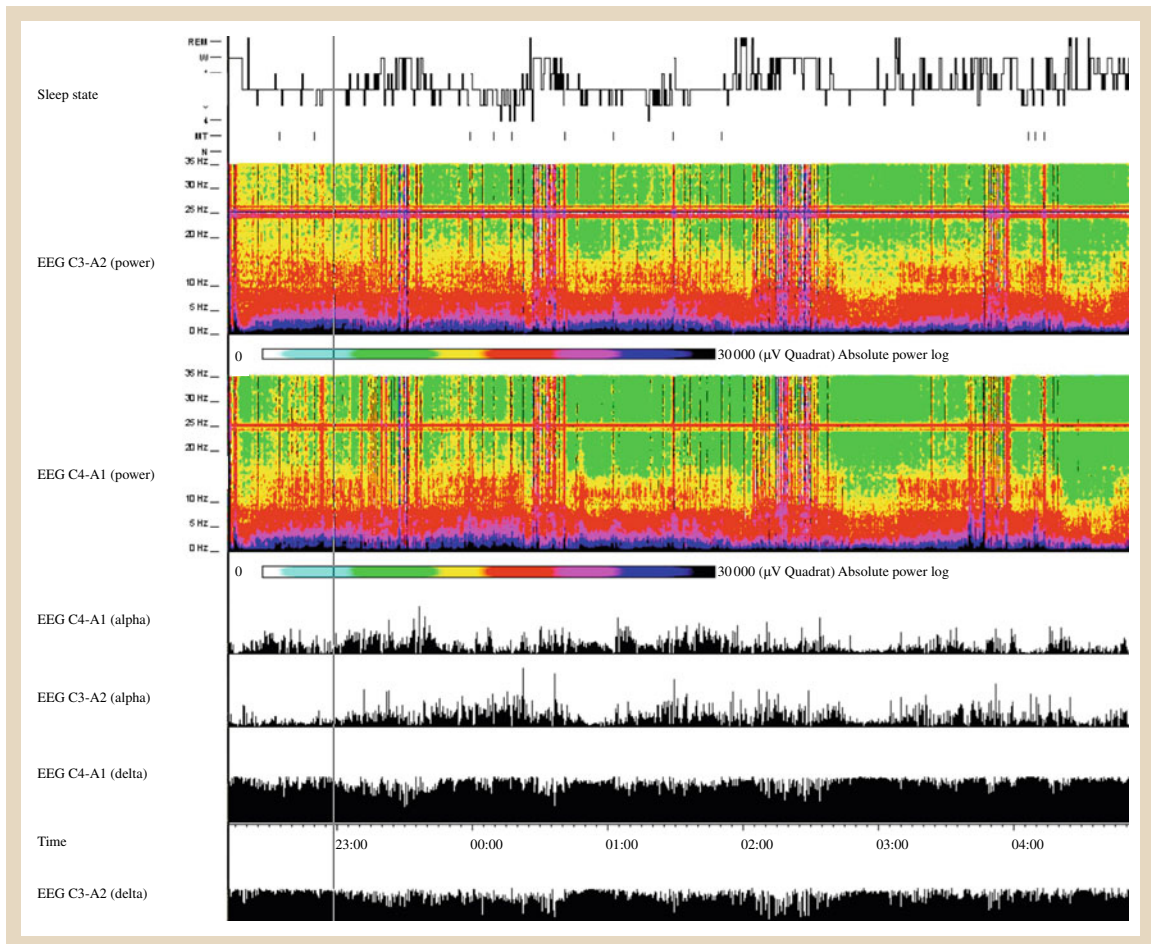 REM
W
Sleep state
MT
N
35 Hz
30 Hz
25 Hz
20 Hz
EEG C3-A2 (power)
10 Hz
5 Hz
0 Hz
0 30 000 (µV Quadrat) Absolute power log
35 Hz
30 Hz
25 Hz
20 Hz
EEG C4-A1 (power)
10 Hz
5 Hz
0 Hz
0 30 000 (µV Quadrat) Absolute power log
EEG C4-A1 (alpha)
EEG C3-A2 (alpha)
EEG C4-A1 (delta)
Time 23:00 00:00 01:00 02:00 03:00 04:00
EEG C3-A2 (delta)